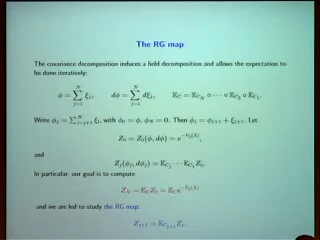 The RG map
The covariance decomposition induces a field decomposition and allows the expectation to
be done iteratively:
ϕ = ∑_{j=1}^{N} ξ_j, dϕ = ∑_{j=1}^{N} dξ_j, 𝔼_C = 𝔼_{C_N} ∘ ⋯ ∘ 𝔼_{C_2} ∘ 𝔼_{C_1}.
Write ϕ_j = ∑_{i=j+1}^{N} ξ_i, with ϕ_0 = ϕ, ϕ_N = 0. Then ϕ_j = ϕ_{j+1} + ξ_{j+1}. Let
Z_0 = Z_0(ϕ, dϕ) = e^{-V_0(Λ)},
and
Z_j(ϕ_j, dϕ_j) = 𝔼_{C_j} ⋯ 𝔼_{C_1} Z_0.
In particular, our goal is to compute
Z_N = 𝔼_C Z_0 = 𝔼_C e^{-V_0(Λ)}
and we are led to study the RG map:
Z_{j+1} = 𝔼_{C_{j+1}} Z_j.